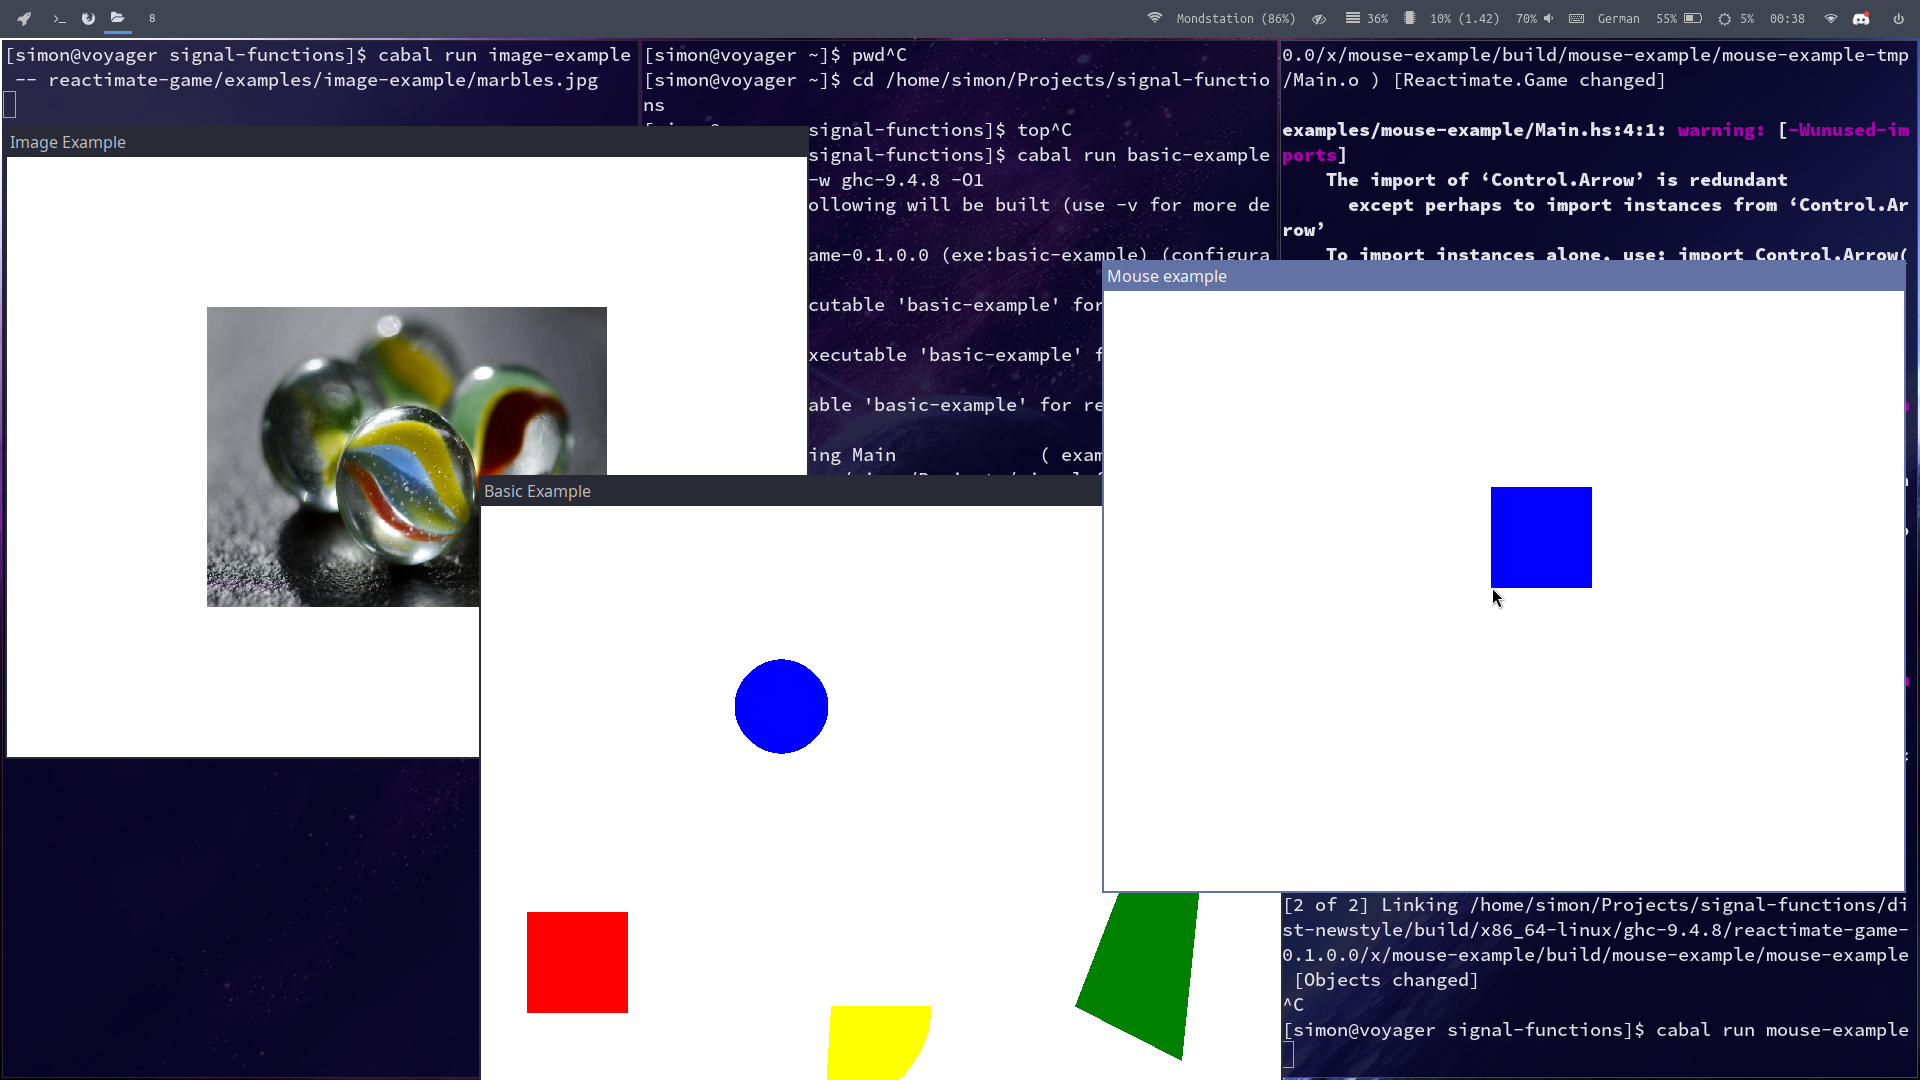 8
Mondstation (86%)
36%
10% (1.42)
70%
German
55%
5%
00:38
[simon@voyager signal-functions]$ cabal run image-example
-- reactimate-game/examples/image-example/marbles.jpg
Image Example
[simon@voyager ~]$ pwd^C
[simon@voyager ~]$ cd /home/simon/Projects/signal-functio
ns
signal-functions]$ top^C
signal-functions]$ cabal run basic-example
-w ghc-9.4.8 -O1
ollowing will be built (use -v for more de
ame-0.1.0.0 (exe:basic-example) (configura
cutable 'basic-example' for
xecutable 'basic-example' f
able 'basic-example' for re
ing Main ( exam
Basic Example
0.0/x/mouse-example/build/mouse-example/mouse-example-tmp
/Main.o ) [Reactimate.Game changed]
examples/mouse-example/Main.hs:4:1: warning: [-Wunused-im
ports]
The import of ‘Control.Arrow’ is redundant
except perhaps to import instances from ‘Control.Ar
row’
To import instances alone, use: import Control.Arrow(
Mouse example
[2 of 2] Linking /home/simon/Projects/signal-functions/di
st-newstyle/build/x86_64-linux/ghc-9.4.8/reactimate-game-
0.1.0.0/x/mouse-example/build/mouse-example/mouse-example
[Objects changed]
^C
[simon@voyager signal-functions]$ cabal run mouse-example